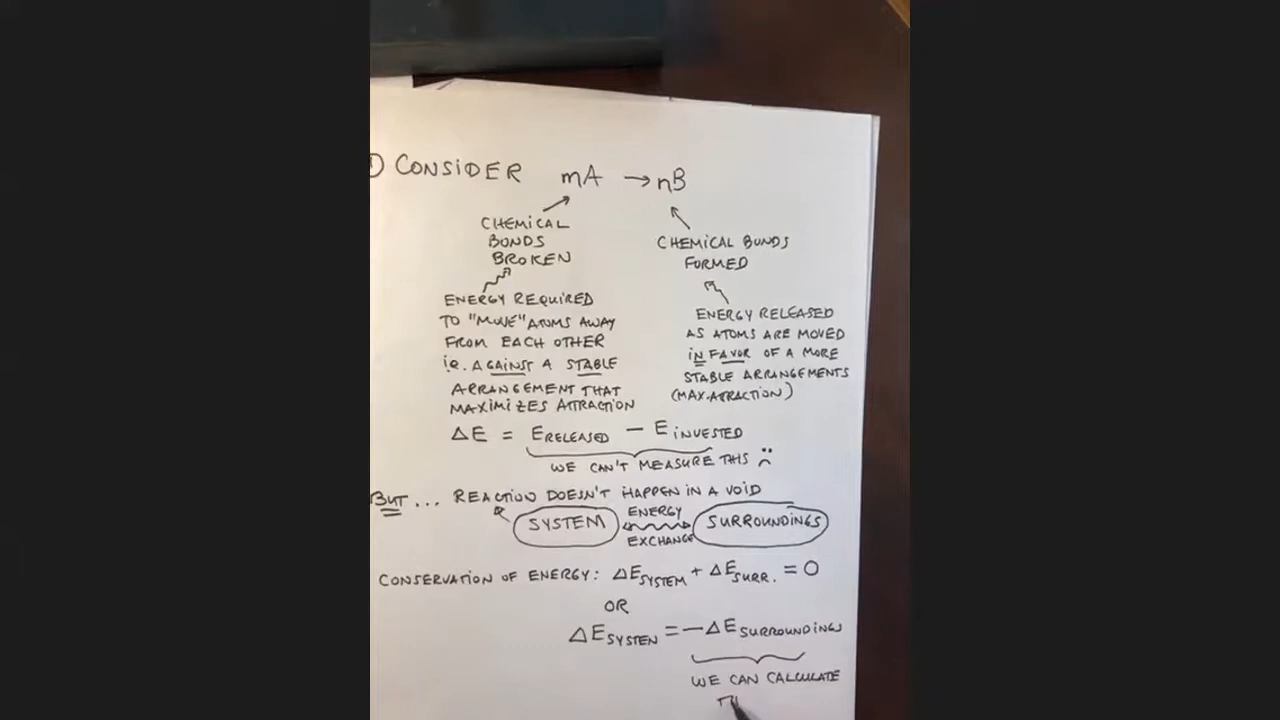 1) CONSIDER mA → nB
CHEMICAL
BONDS
BROKEN
CHEMICAL BONDS
FORMED
ENERGY REQUIRED
TO "MOVE" ATOMS AWAY
FROM EACH OTHER
i.e. AGAINST A STABLE
ARRANGEMENT THAT
MAXIMIZES ATTRACTION
ENERGY RELEASED
AS ATOMS ARE MOVED
IN FAVOR OF A MORE
STABLE ARRANGEMENTS
(MAX. ATTRACTION)
ΔE = E RELEASED − E INVESTED
WE CAN'T MEASURE THIS ☹
BUT... REACTION DOESN'T HAPPEN IN A VOID
SYSTEM ENERGY EXCHANGE SURROUNDINGS
CONSERVATION OF ENERGY: ΔE SYSTEM + ΔE SURR. = 0
OR
ΔE SYSTEM = −ΔE SURROUNDINGS
WE CAN CALCULATE